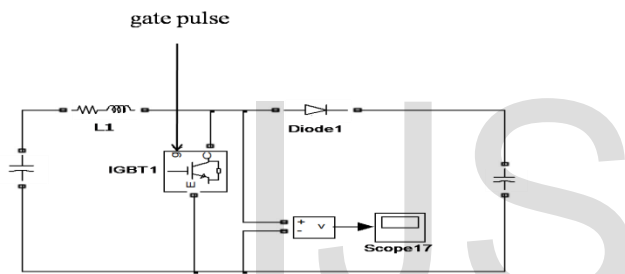 gate pulse
L1
Diode1
g
C
IGBT1
E
+
-
v
Scope17
IJS